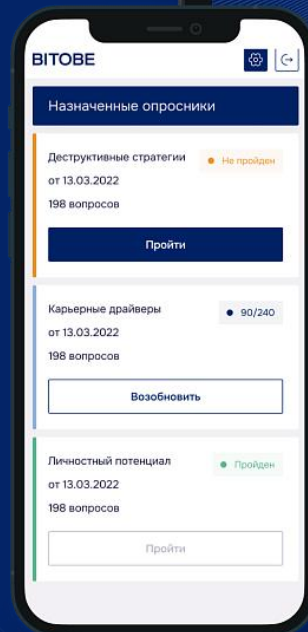 BITOBE
Назначенные опросники
Деструктивные стратегии
Не пройден
от 13.03.2022
198 вопросов
Пройти
Карьерные драйверы
90/240
от 13.03.2022
198 вопросов
Возобновить
Личностный потенциал
Пройден
от 13.03.2022
198 вопросов
Пройти